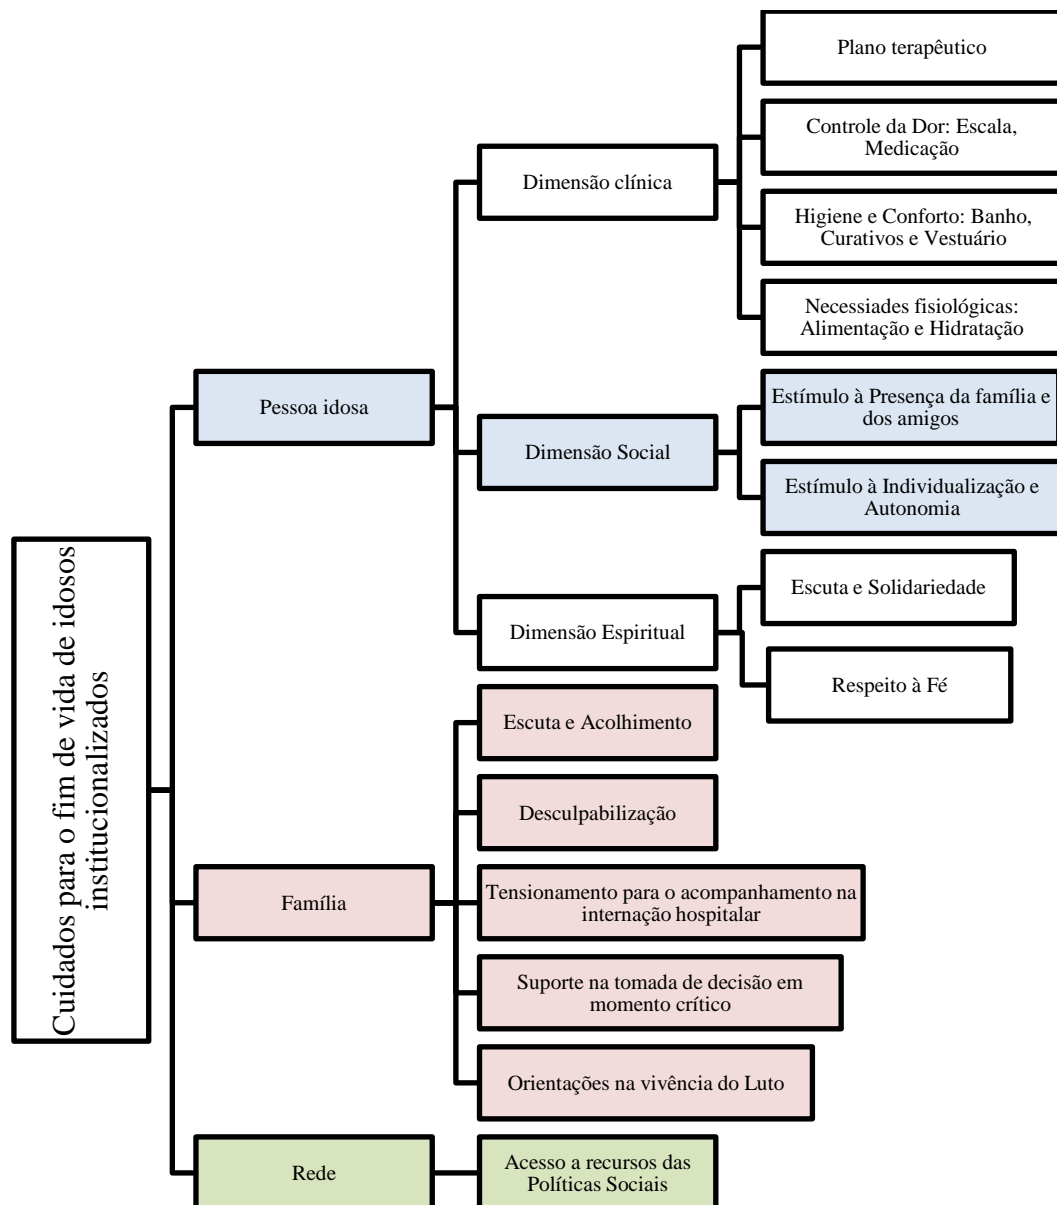 Cuidados para o fim de vida de idosos
institucionalizados
Pessoa idosa
Dimensão clínica
Plano terapêutico
Controle da Dor: Escala,
Medicação
Higiene e Conforto: Banho,
Curativos e Vestuário
Necessiades fisiológicas:
Alimentação e Hidratação
Dimensão Social
Estímulo à Presença da família e
dos amigos
Estímulo à Individualização e
Autonomia
Dimensão Espiritual
Escuta e Solidariedade
Respeito à Fé
Família
Escuta e Acolhimento
Desculpabilização
Tensionamento para o acompanhamento na
internação hospitalar
Suporte na tomada de decisão em
momento crítico
Orientações na vivência do Luto
Rede
Acesso a recursos das
Políticas Sociais